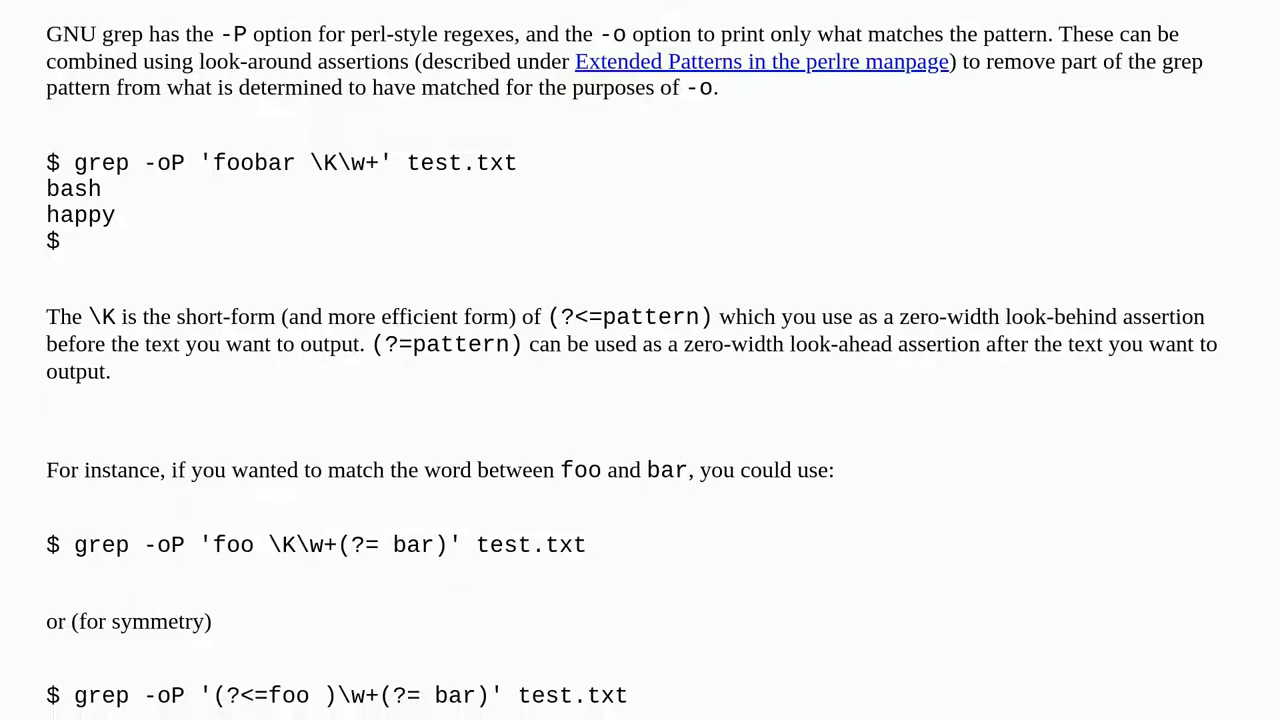 GNU grep has the -P option for perl-style regexes, and the -o option to print only what matches the pattern. These can be
combined using look-around assertions (described under Extended Patterns in the perlre manpage) to remove part of the grep
pattern from what is determined to have matched for the purposes of -o.
$ grep -oP 'foobar \K\w+' test.txt
bash
happy
$
The \K is the short-form (and more efficient form) of (?<=pattern) which you use as a zero-width look-behind assertion
before the text you want to output. (?=pattern) can be used as a zero-width look-ahead assertion after the text you want to
output.
For instance, if you wanted to match the word between foo and bar, you could use:
$ grep -oP 'foo \K\w+(?= bar)' test.txt
or (for symmetry)
$ grep -oP '(?<=foo )\w+(?= bar)' test.txt